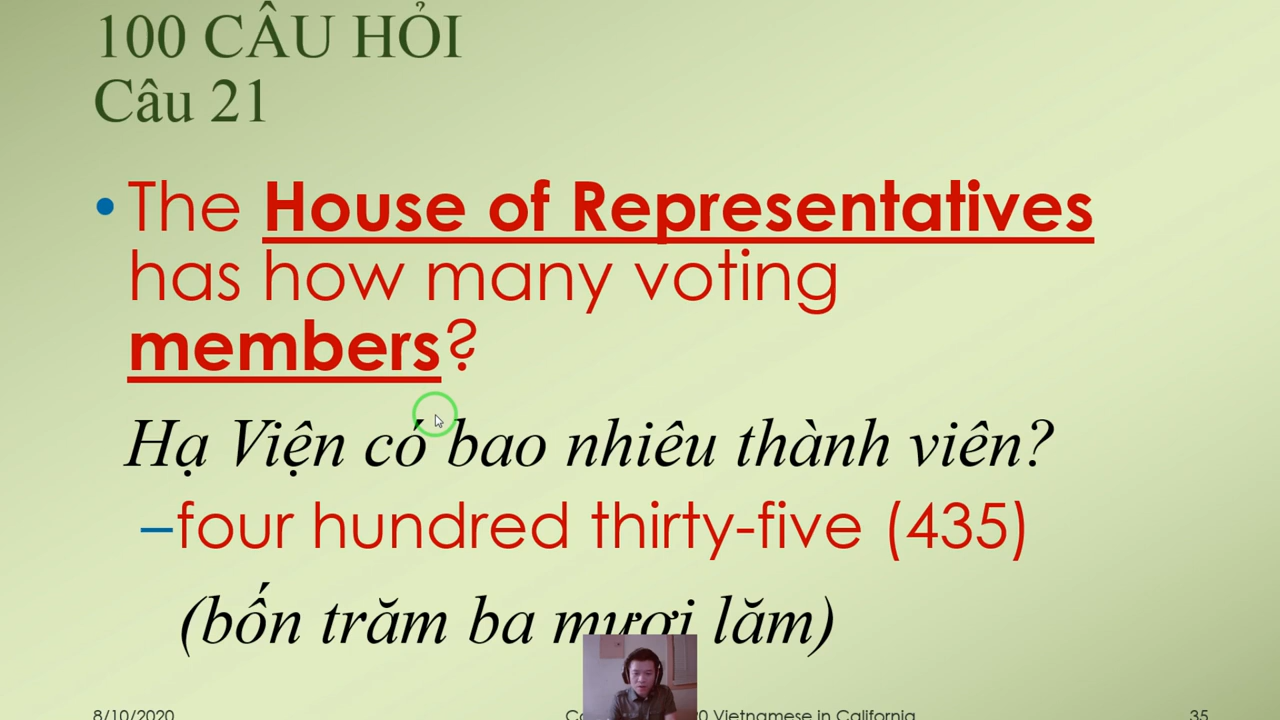 100 CÂU HỎI
Câu 21
• The House of Representatives
has how many voting
members?
Hạ Viện có bao nhiêu thành viên?
–four hundred thirty-five (435)
(bốn trăm ba mươi lăm)
8/10/2020 Vietnamese in California 35